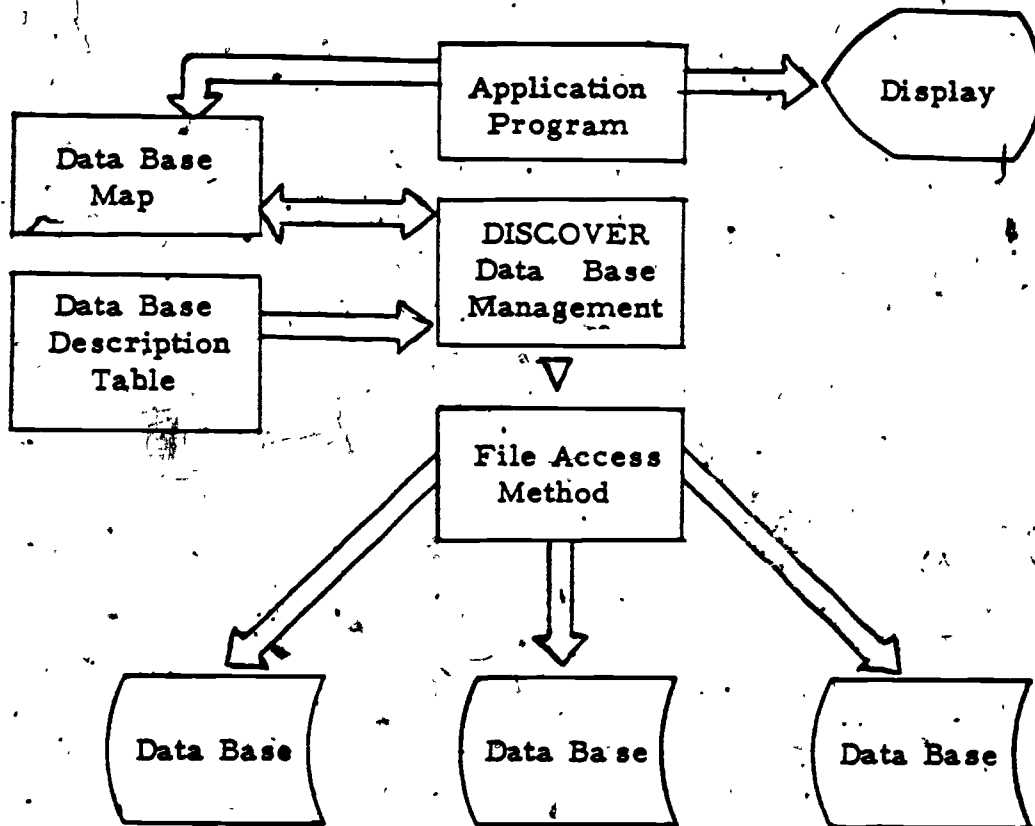 Application
Program
Display
Data Base
Map
DISCOVER
Data Base
Management
Data Base
Description
Table
File Access
Method
Data Base
Data Base
Data Base